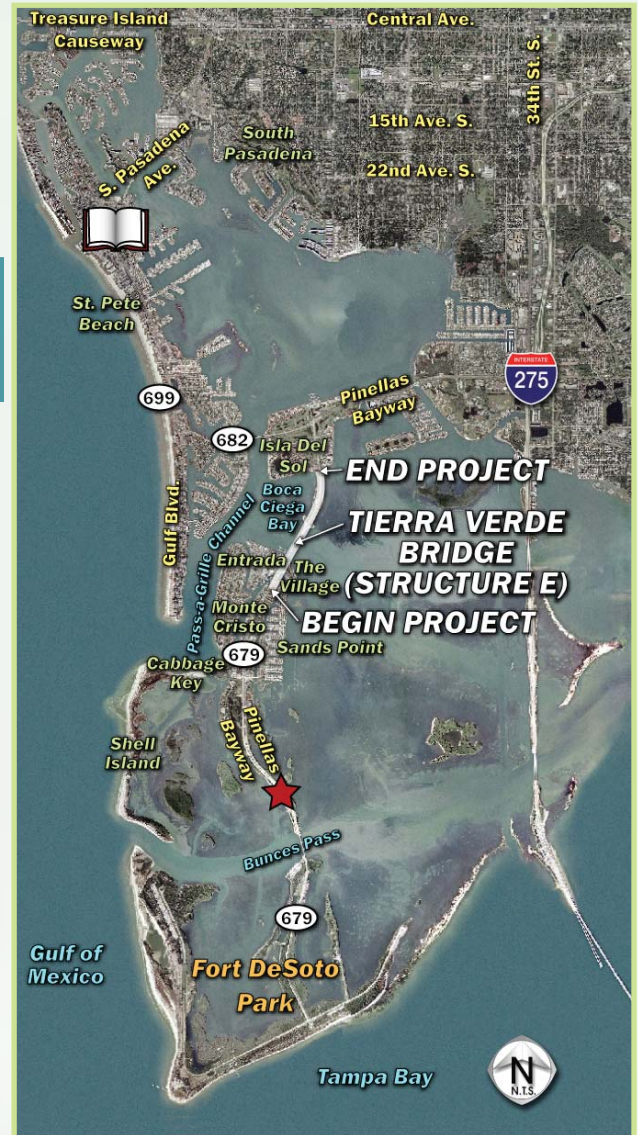 Treasure Island
Causeway
Central Ave.
34th St. S.
15th Ave. S.
South
Pasadena
S. Pasadena
Ave.
22nd Ave. S.
St. Pete
Beach
INTERSTATE
275
699
Pinellas
Bayway
682
Isla Del
Sol
END PROJECT
Boca
Ciega
Bay
Gulf Blvd.
Pass-a-Grille Channel
TIERRA VERDE
BRIDGE
(STRUCTURE E)
Entrada
The
Village
Monte
Cristo
BEGIN PROJECT
Sands Point
Cabbage
Key
679
Pinellas
Bayway
Shell
Island
Bunces Pass
679
Gulf of
Mexico
Fort DeSoto
Park
Tampa Bay
N
N.T.S.